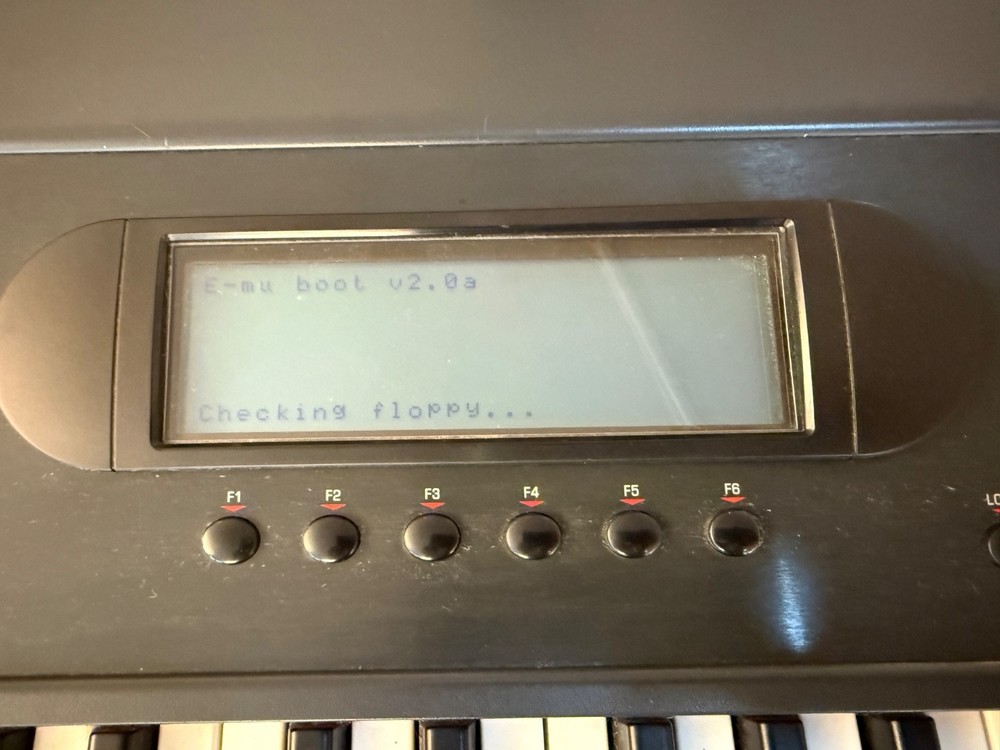 E-mu boot v2.0a
Checking floppy...
F1 F2 F3 F4 F5 F6